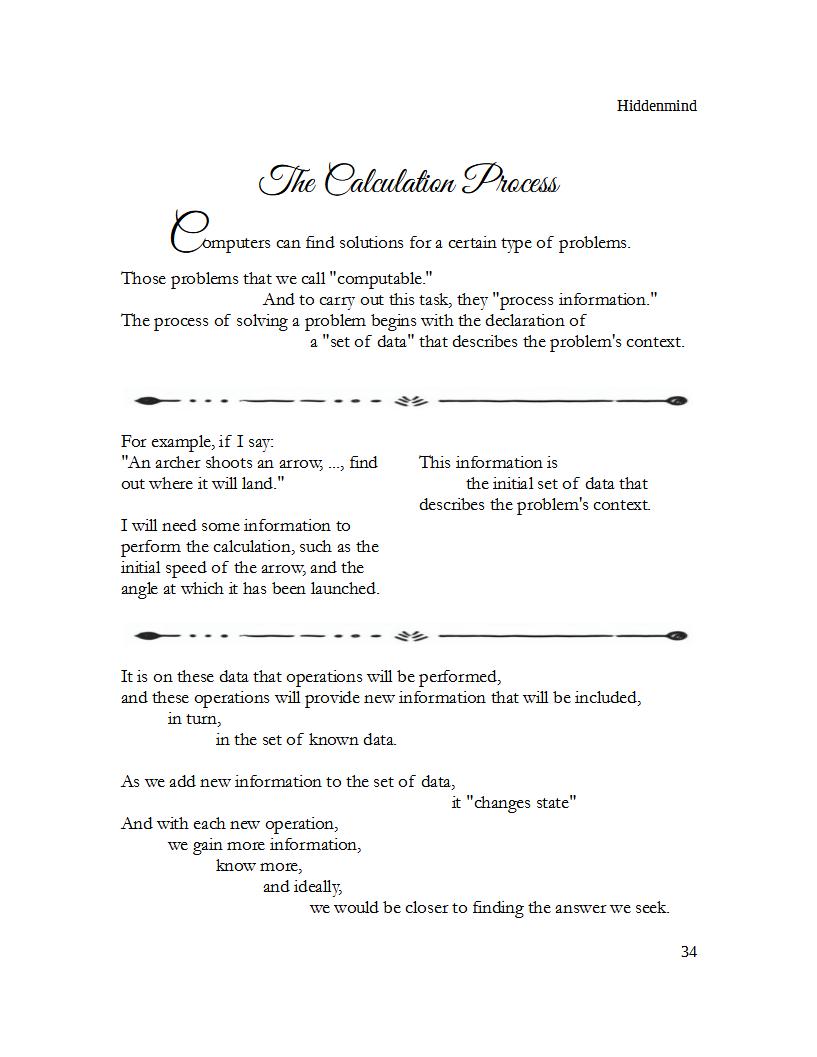 Hiddenmind
The Calculation Process
Computers can find solutions for a certain type of problems.
Those problems that we call "computable."
And to carry out this task, they "process information."
The process of solving a problem begins with the declaration of
a "set of data" that describes the problem's context.
For example, if I say:
"An archer shoots an arrow, ..., find
out where it will land."
I will need some information to
perform the calculation, such as the
initial speed of the arrow, and the
angle at which it has been launched.
This information is
the initial set of data that
describes the problem's context.
It is on these data that operations will be performed,
and these operations will provide new information that will be included,
in turn,
in the set of known data.
As we add new information to the set of data,
it "changes state"
And with each new operation,
we gain more information,
know more,
and ideally,
we would be closer to finding the answer we seek.
34